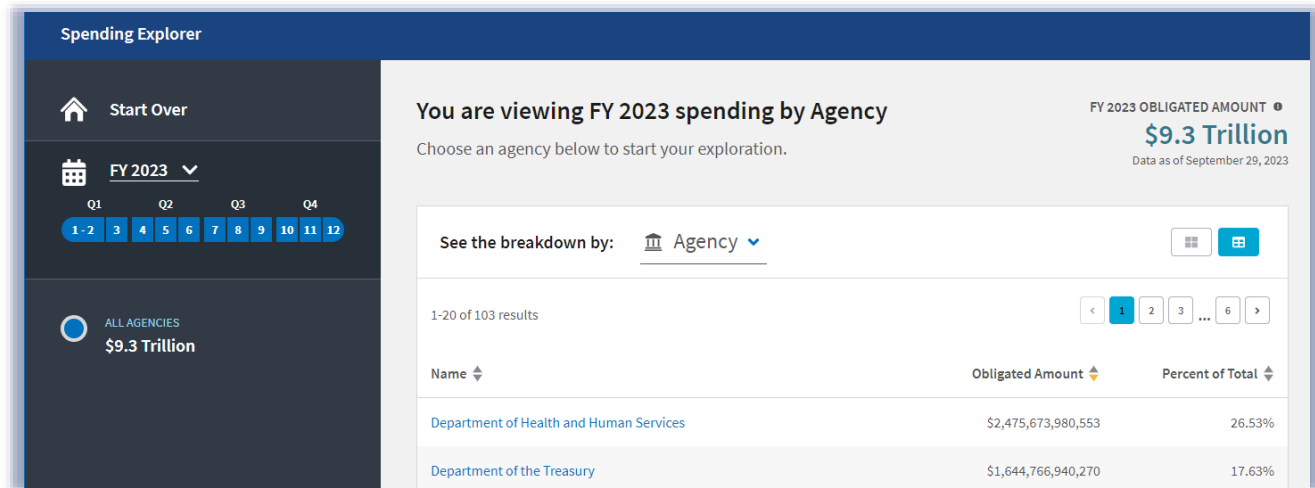 Spending Explorer
Start Over
FY 2023
Q1 Q2 Q3 Q4
1 - 2 3 4 5 6 7 8 9 10 11 12
ALL AGENCIES
$9.3 Trillion
You are viewing FY 2023 spending by Agency
Choose an agency below to start your exploration.
FY 2023 OBLIGATED AMOUNT
$9.3 Trillion
Data as of September 29, 2023
See the breakdown by: Agency
1-20 of 103 results
< 1 2 3 ... 6 >
Name Obligated Amount Percent of Total
Department of Health and Human Services $2,475,673,980,553 26.53%
Department of the Treasury $1,644,766,940,270 17.63%